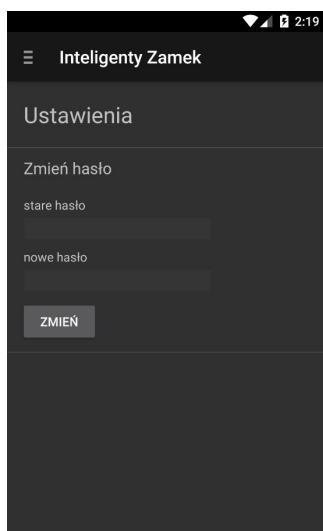 2:19
Inteligenty Zamek
Ustawienia
Zmień hasło
stare hasło
nowe hasło
ZMIEŃ